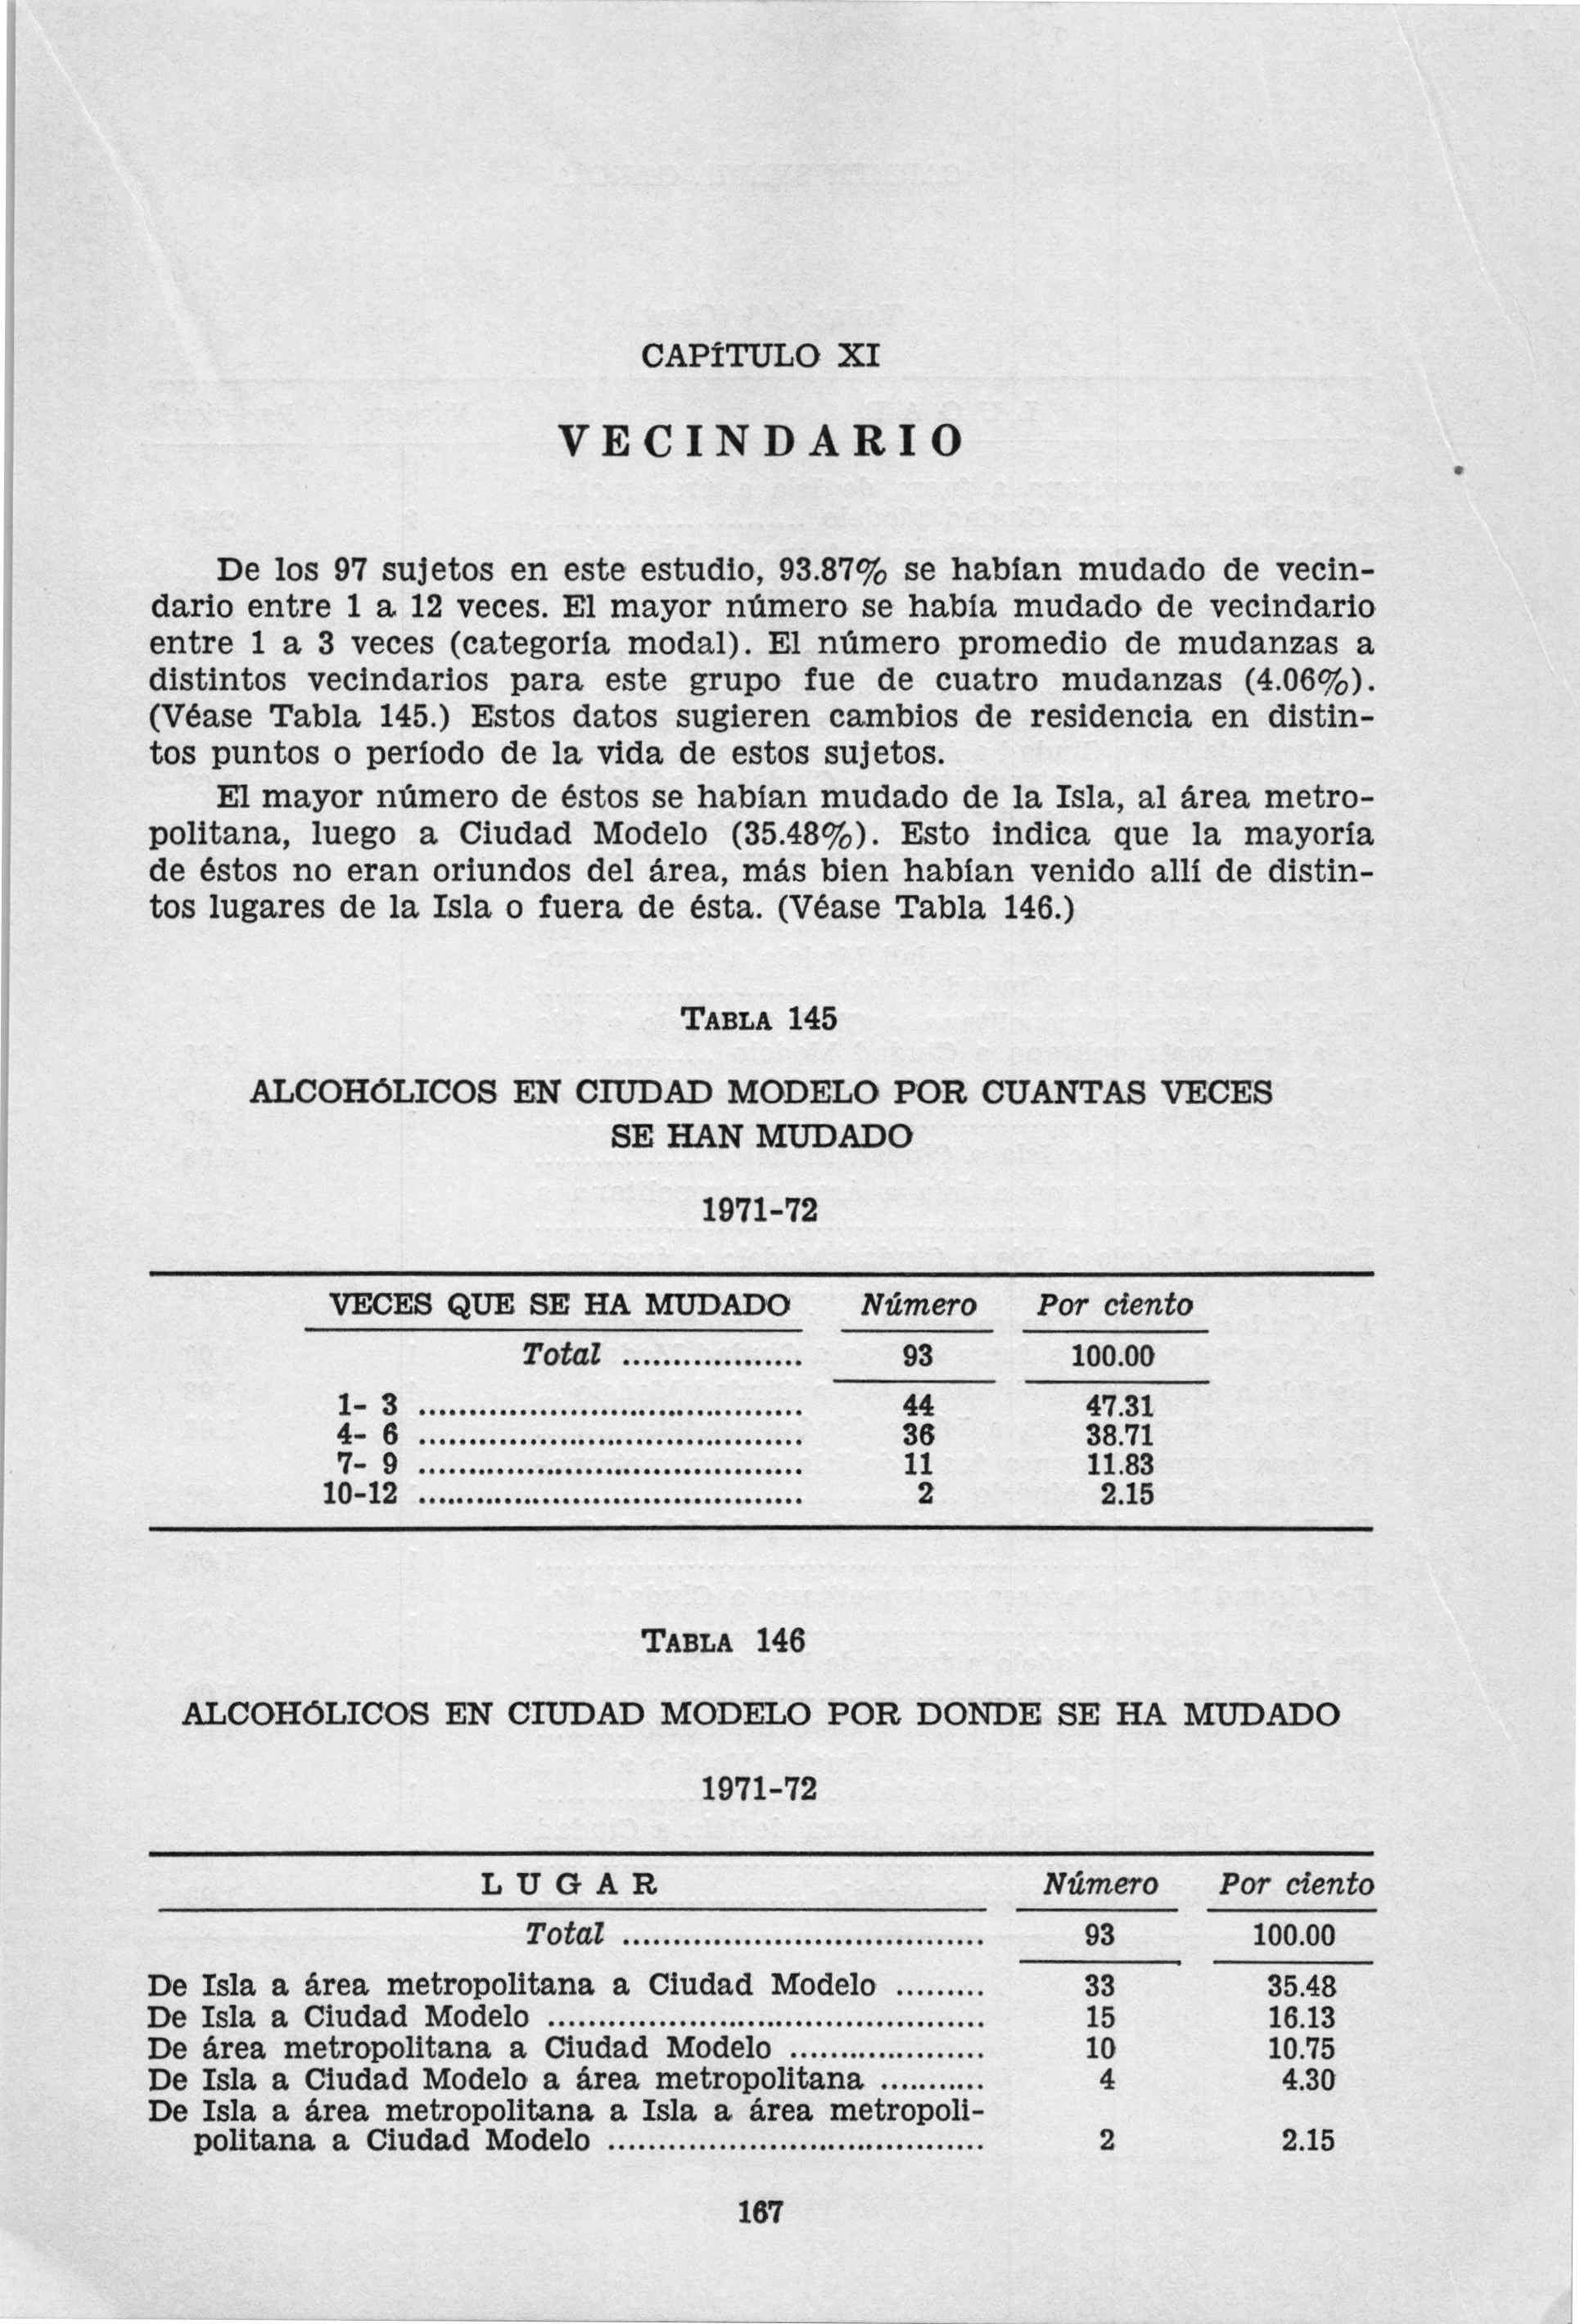 CAPÍTULO XI
VECINDARIO
De los 97 sujetos en este estudio, 93.87% se habían mudado de vecin-
dario entre 1 a 12 veces. El mayor número se había mudado de vecindario
entre 1 a 3 veces (categoría modal). El número promedio de mudanzas a
distintos vecindarios para este grupo fue de cuatro mudanzas (4.06%).
(Véase Tabla 145.) Estos datos sugieren cambios de residencia en distin-
tos puntos o período de la vida de estos sujetos.
El mayor número de éstos se habían mudado de la Isla, al área metro-
politana, luego a Ciudad Modelo (35.48%). Esto indica que la mayoría
de éstos no eran oriundos del área, más bien habían venido allí de distin-
tos lugares de la Isla o fuera de ésta. (Véase Tabla 146.)
TABLA 145
ALCOHÓLICOS EN CIUDAD MODELO POR CUANTAS VECES
SE HAN MUDADO
1971-72
VECES QUE SE HA MUDADO Número Por ciento
Total .................. 93 100.00
1- 3 ...................................... 44 47.31
4- 6 ...................................... 36 38.71
7- 9 ...................................... 11 11.83
10-12 ...................................... 2 2.15
TABLA 146
ALCOHÓLICOS EN CIUDAD MODELO POR DONDE SE HA MUDADO
1971-72
LUGAR Número Por ciento
Total .................................... 93 100.00
De Isla a área metropolitana a Ciudad Modelo ......... 33 35.48
De Isla a Ciudad Modelo ........................................... 15 16.13
De área metropolitana a Ciudad Modelo ................... 10 10.75
De Isla a Ciudad Modelo a área metropolitana ........... 4 4.30
De Isla a área metropolitana a Isla a área metropoli-
politana a Ciudad Modelo ..................................... 2 2.15
167